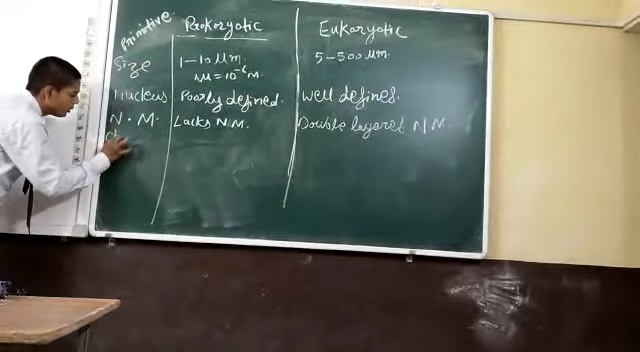 Primitive. Prokaryotic Eukaryotic
Size 1-10 μm. 5-500 μm.
μ = 10⁻⁶ M.
Nucleus Poorly defined. Well defines.
N.M. Lacks N.M. Double layered N M.